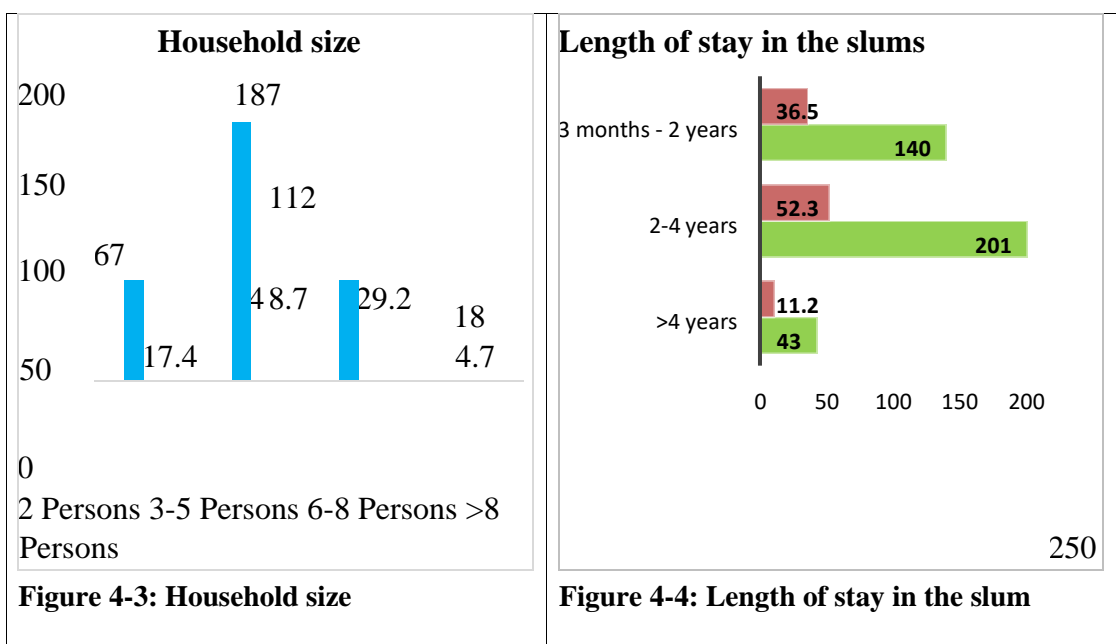 Household size
200
187
150
112
67
100
48.7
29.2
18
17.4
4.7
50
0
2 Persons 3-5 Persons 6-8 Persons >8
Persons
Figure 4-3: Household size
Length of stay in the slums
36.5
3 months - 2 years
140
52.3
2-4 years
201
11.2
>4 years
43
0 50 100 150 200
250
Figure 4-4: Length of stay in the slum